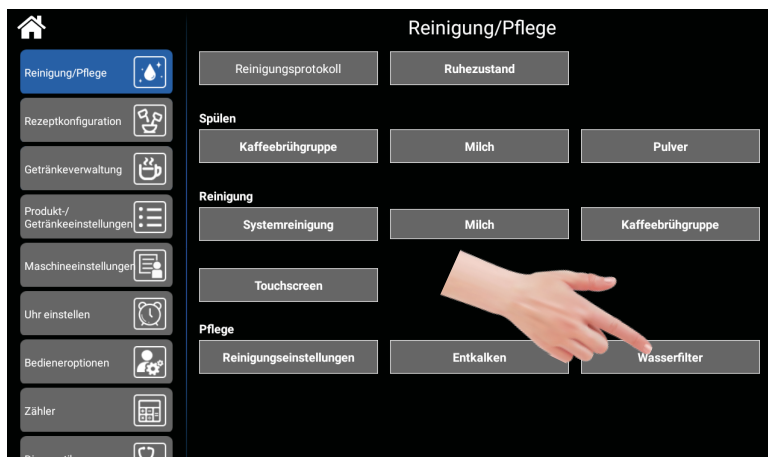 Reinigung/Pflege
Reinigung/Pflege
Reinigungsprotokoll
Ruhezustand
Rezeptkonfiguration
Spülen
Kaffeebrühgruppe
Milch
Pulver
Getränkeverwaltung
Reinigung
Produkt-/
Getränkeeinstellungen
Systemreinigung
Milch
Kaffeebrühgruppe
Maschineeinstellungen
Touchscreen
Uhr einstellen
Pflege
Reinigungseinstellungen
Entkalken
Wasserfilter
Bedieneroptionen
Zähler